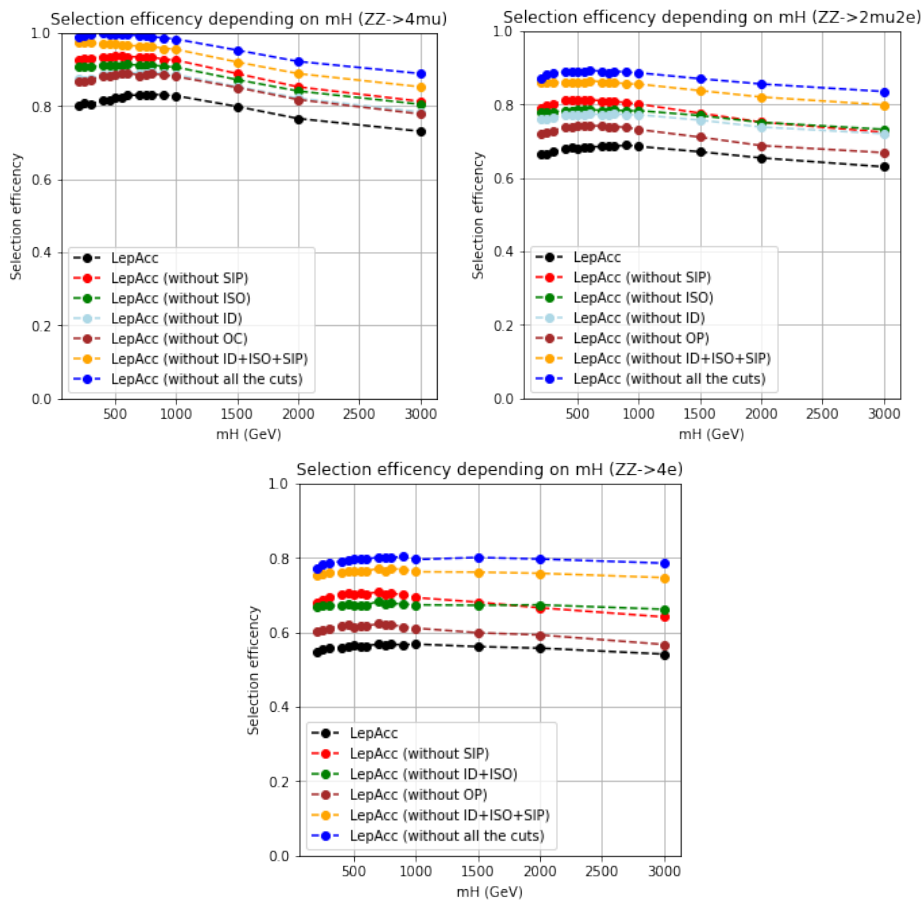 Selection efficency depending on mH (ZZ->4mu)
1.0
0.8
0.6
0.4
0.2
0.0
Selection efficency
LepAcc
LepAcc (without SIP)
LepAcc (without ISO)
LepAcc (without ID)
LepAcc (without OC)
LepAcc (without ID+ISO+SIP)
LepAcc (without all the cuts)
500 1000 1500 2000 2500 3000
mH (GeV)
Selection efficency depending on mH (ZZ->2mu2e)
1.0
0.8
0.6
0.4
0.2
0.0
Selection efficency
LepAcc
LepAcc (without SIP)
LepAcc (without ISO)
LepAcc (without ID)
LepAcc (without OP)
LepAcc (without ID+ISO+SIP)
LepAcc (without all the cuts)
500 1000 1500 2000 2500 3000
mH (GeV)
Selection efficency depending on mH (ZZ->4e)
1.0
0.8
0.6
0.4
0.2
0.0
Selection efficency
LepAcc
LepAcc (without SIP)
LepAcc (without ID+ISO)
LepAcc (without OP)
LepAcc (without ID+ISO+SIP)
LepAcc (without all the cuts)
500 1000 1500 2000 2500 3000
mH (GeV)